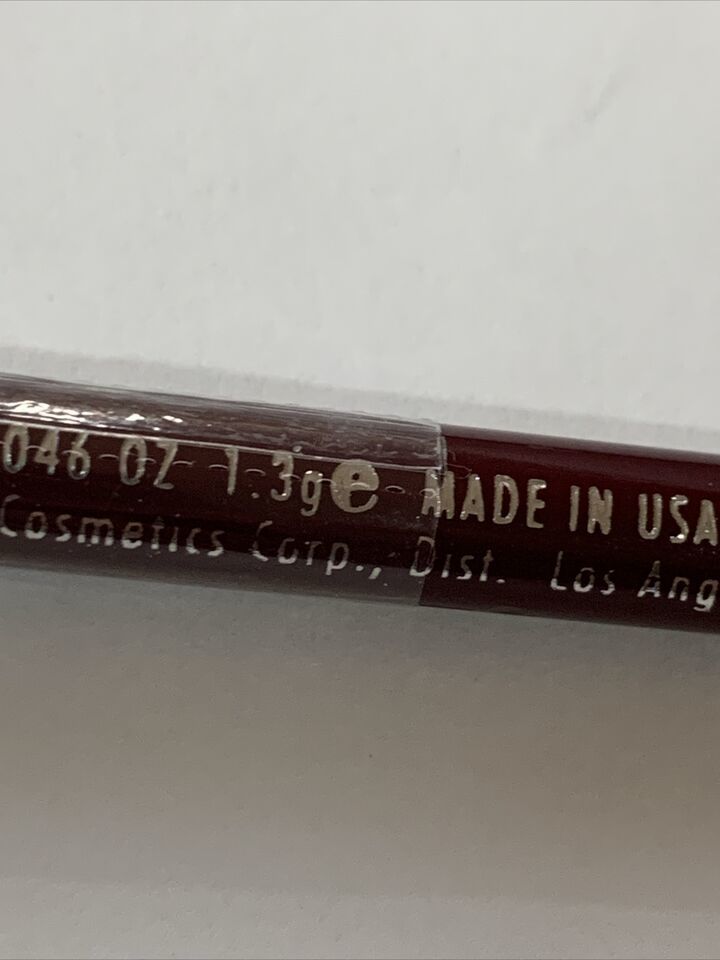 046 OZ 1.3g℮ MADE IN USA
Cosmetics Corp., Dist. Los Ang